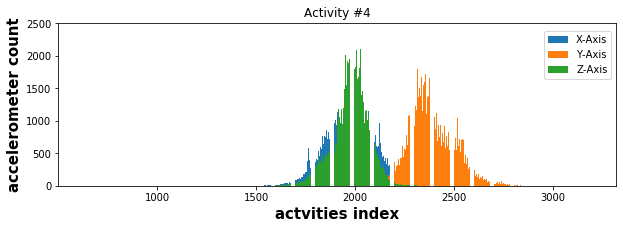 Activity #4
accelerometer count
2500
2000
1500
1000
500
0
X-Axis
Y-Axis
Z-Axis
1000
1500
2000
2500
3000
actvities index